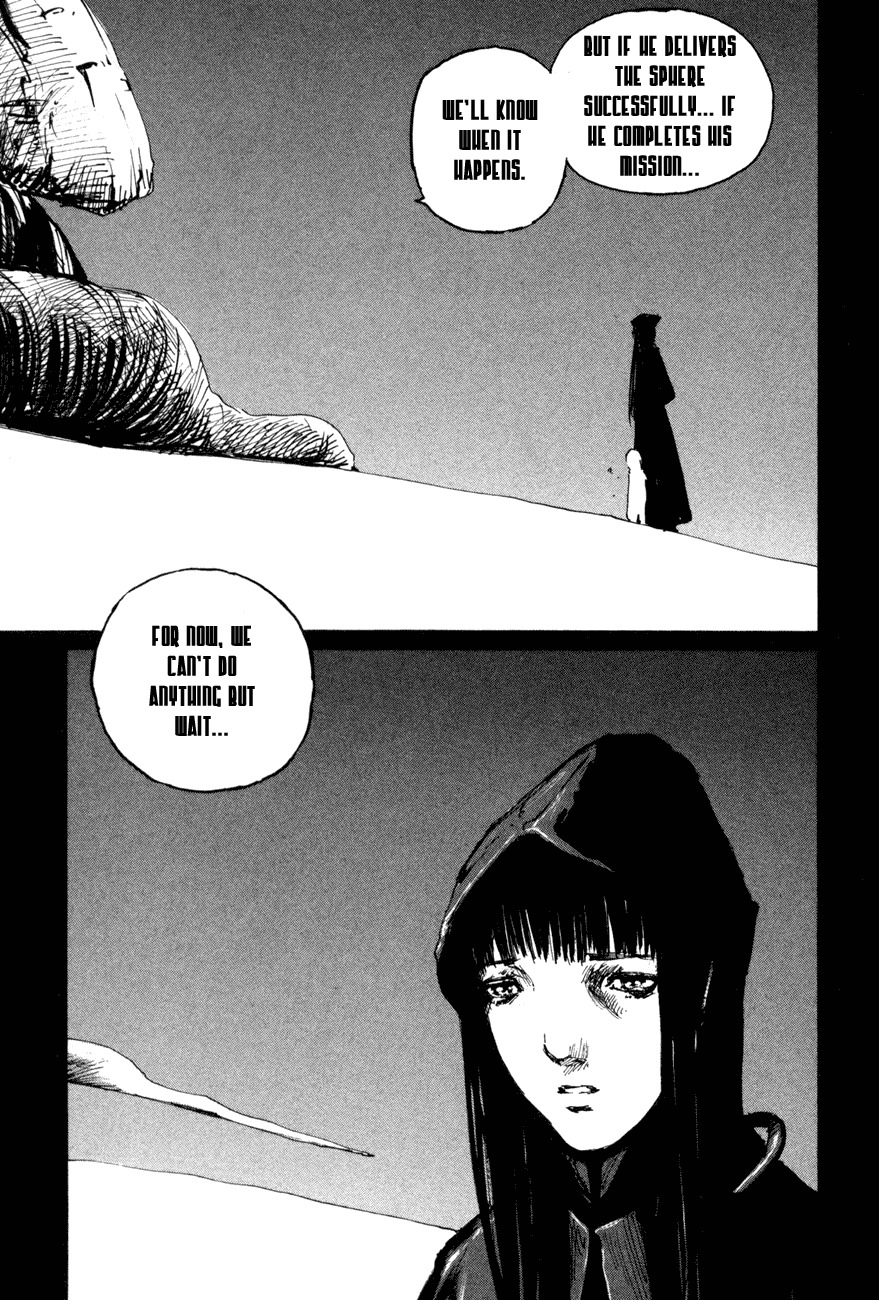 BUT IF HE DELIVERS
THE SPHERE
SUCCESSFULLY... IF
HE COMPLETES HIS
MISSION...
WE'LL KNOW
WHEN IT
HAPPENS.
FOR NOW, WE
CAN'T DO
ANYTHING BUT
WAIT...